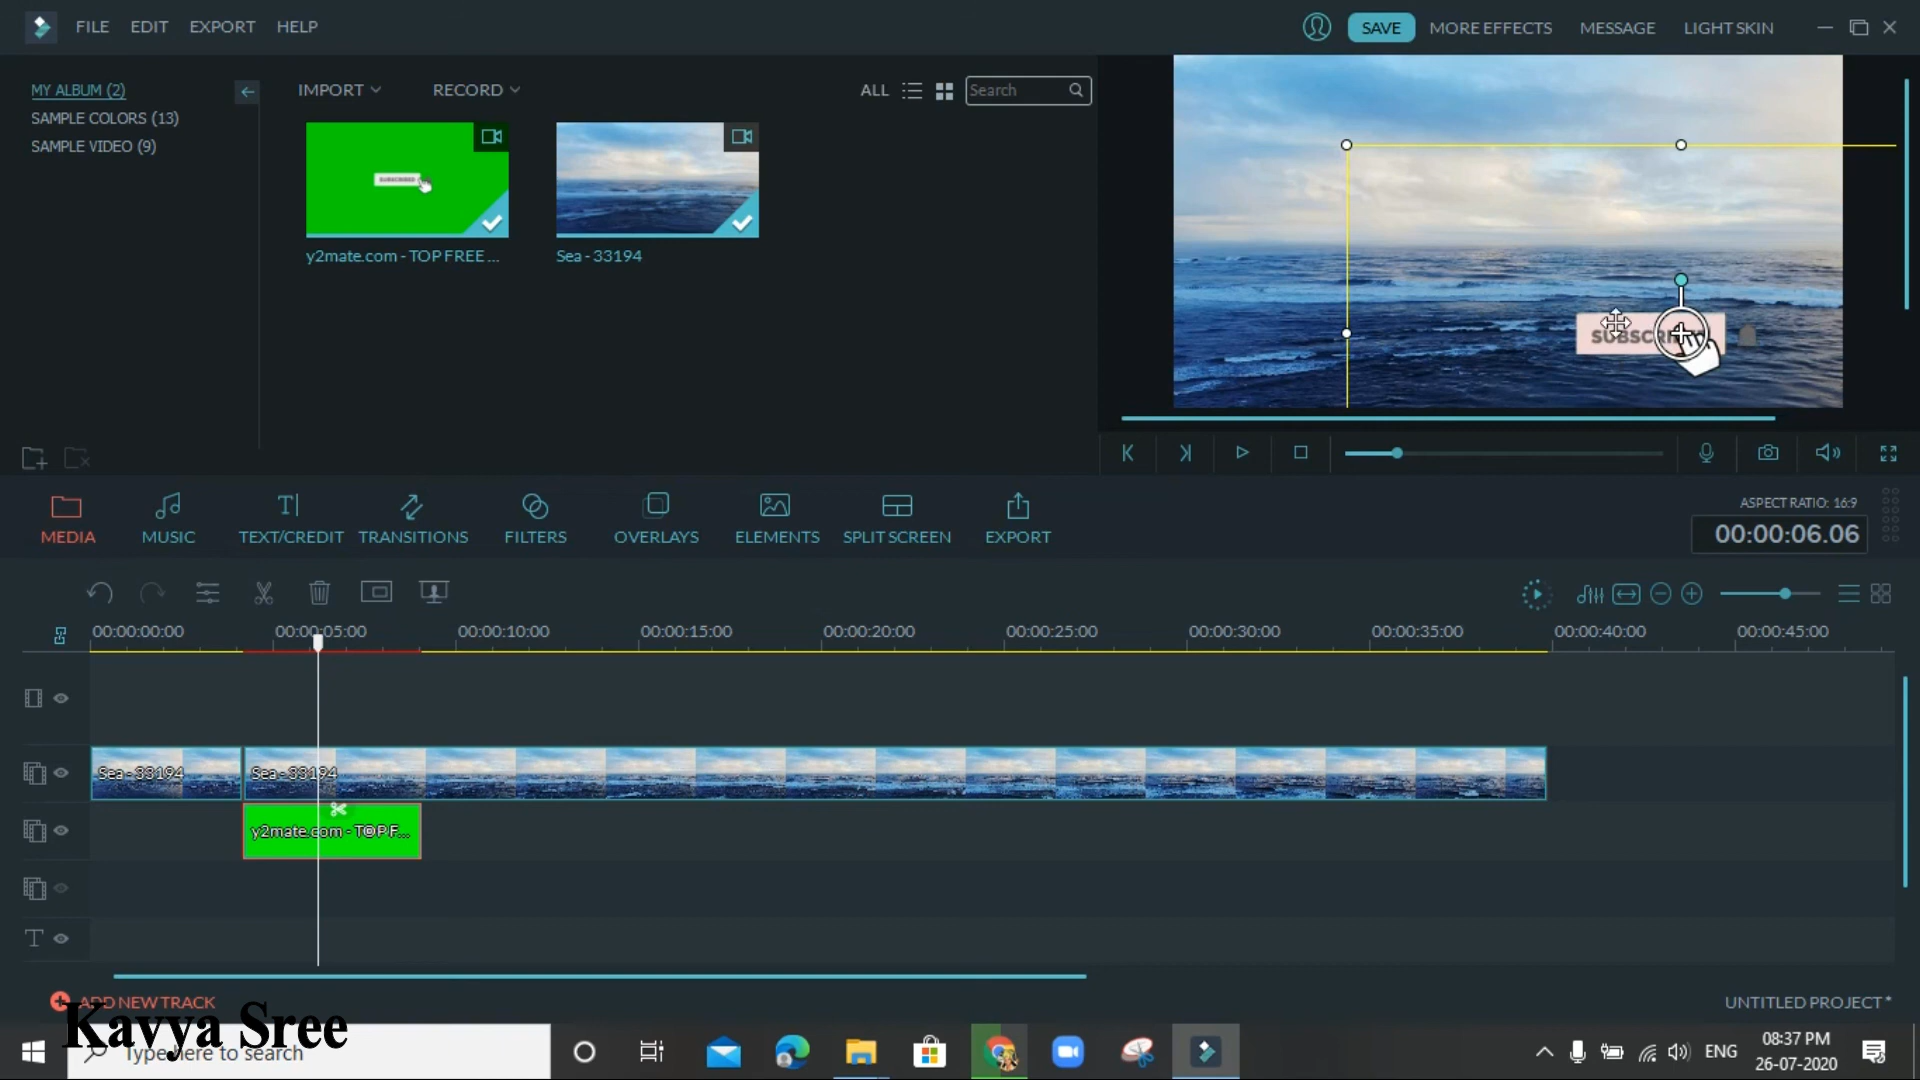 FILE EDIT EXPORT HELP
SAVE MORE EFFECTS MESSAGE LIGHT SKIN
MY ALBUM (2)
SAMPLE COLORS (13)
SAMPLE VIDEO (9)
IMPORT RECORD
ALL Search
y2mate.com - TOP FREE ...
Sea - 33194
MEDIA MUSIC TEXT/CREDIT TRANSITIONS FILTERS OVERLAYS ELEMENTS SPLIT SCREEN EXPORT
ASPECT RATIO: 16:9
00:00:06.06
00:00:00:00 00:00:05:00 00:00:10:00 00:00:15:00 00:00:20:00 00:00:25:00 00:00:30:00 00:00:35:00 00:00:40:00 00:00:45:00
Sea - 33194 Sea - 33194
y2mate.com - TOP F...
ADD NEW TRACK
UNTITLED PROJECT *
Kavya Sree
Type here to search
ENG
08:37 PM
26-07-2020